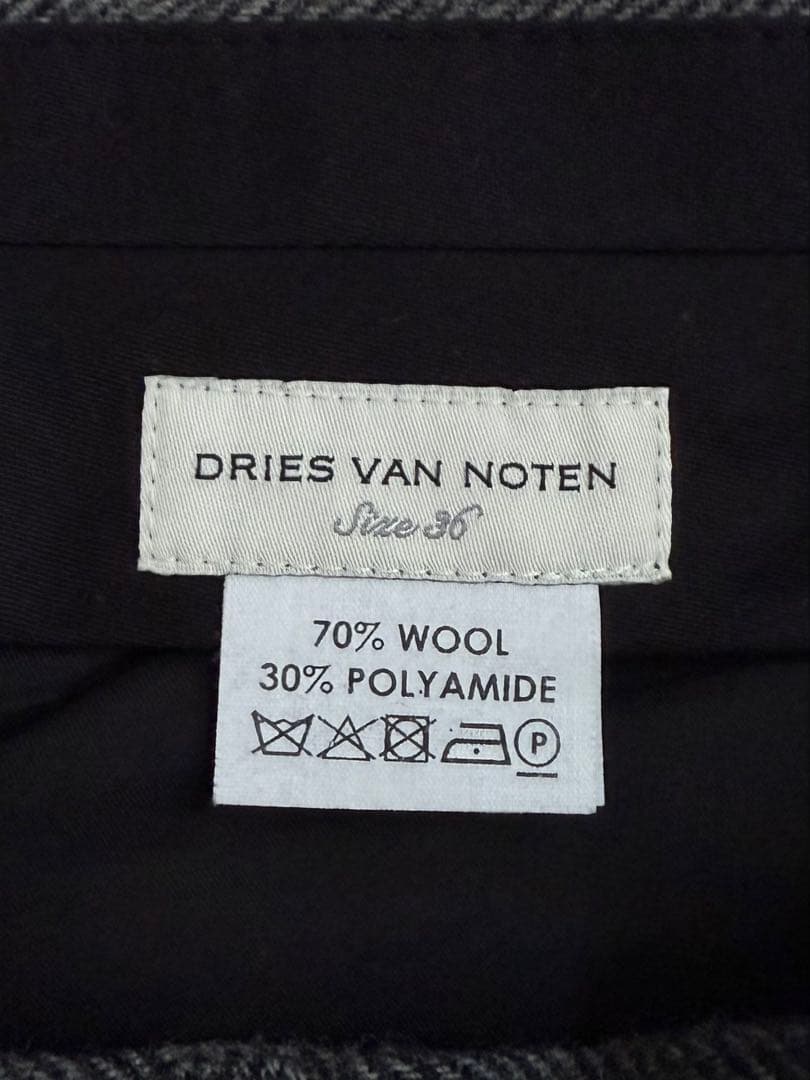 DRIES VAN NOTEN
Size 36
70% WOOL
30% POLYAMIDE
P